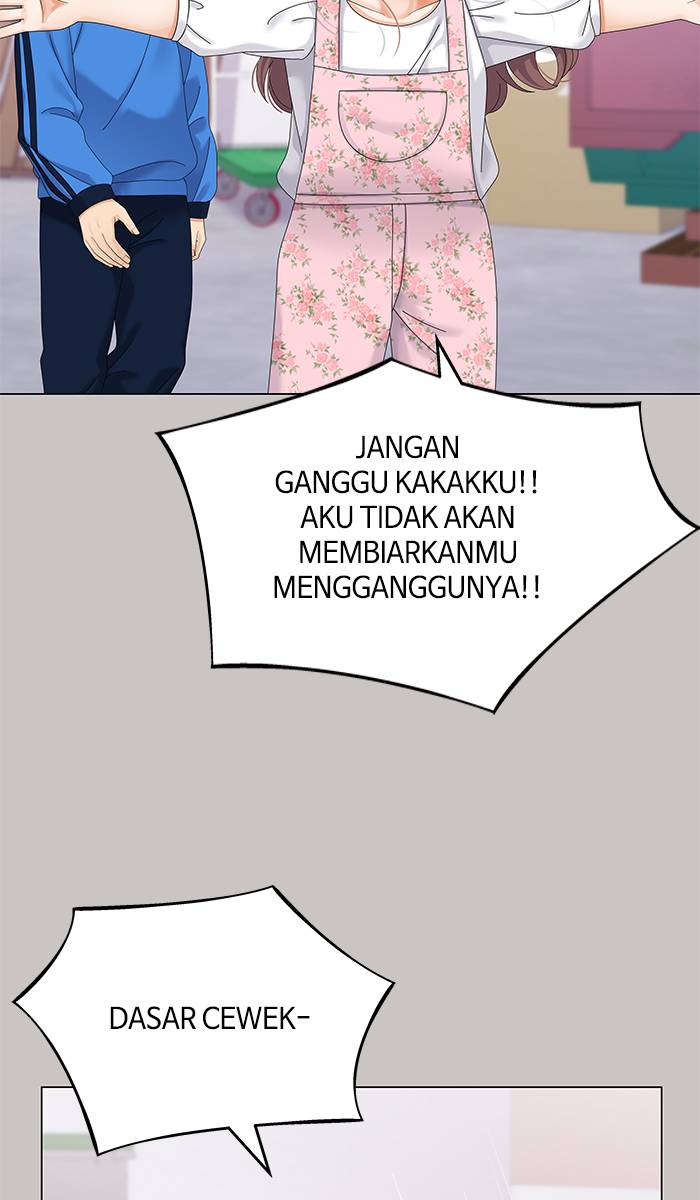 JANGAN
GANGGU KAKAKKU!!
AKU TIDAK AKAN
MEMBIARKANMU
MENGGANGGUNYA!!
DASAR CEWEK-